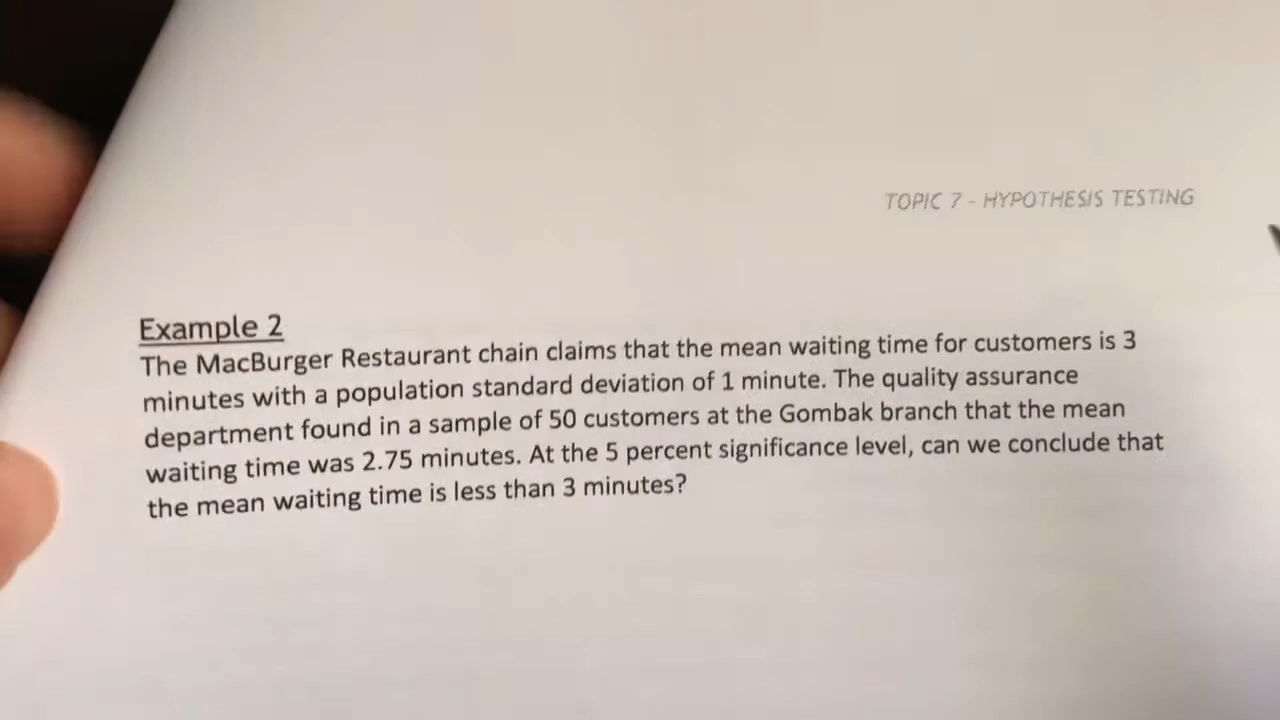 TOPIC 7 - HYPOTHESIS TESTING
Example 2
The MacBurger Restaurant chain claims that the mean waiting time for customers is 3
minutes with a population standard deviation of 1 minute. The quality assurance
department found in a sample of 50 customers at the Gombak branch that the mean
waiting time was 2.75 minutes. At the 5 percent significance level, can we conclude that
the mean waiting time is less than 3 minutes?